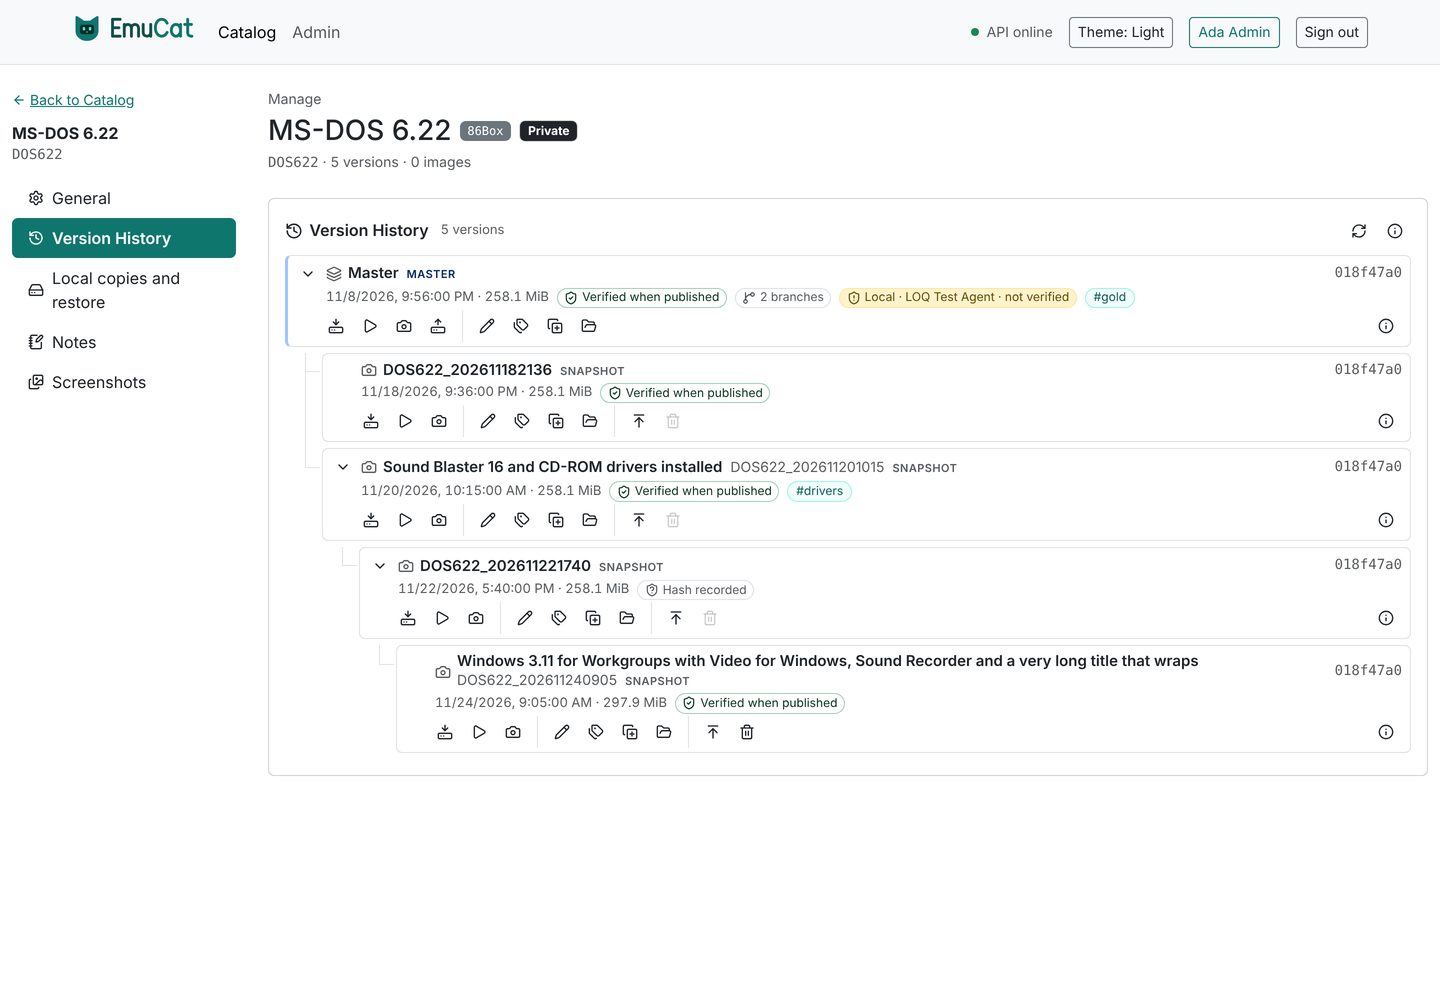 EmuCat
Catalog
Admin
API online
Theme: Light
Ada Admin
Sign out
Back to Catalog
MS-DOS 6.22
DOS622
General
Version History
Local copies and
restore
Notes
Screenshots
Manage
MS-DOS 6.22 86Box Private
DOS622 · 5 versions · 0 images
Version History 5 versions
Master MASTER 018f47a0
11/8/2026, 9:56:00 PM · 258.1 MiB Verified when published 2 branches Local · LOQ Test Agent · not verified #gold
DOS622_202611182136 SNAPSHOT 018f47a0
11/18/2026, 9:36:00 PM · 258.1 MiB Verified when published
Sound Blaster 16 and CD-ROM drivers installed DOS622_202611201015 SNAPSHOT 018f47a0
11/20/2026, 10:15:00 AM · 258.1 MiB Verified when published #drivers
DOS622_202611221740 SNAPSHOT 018f47a0
11/22/2026, 5:40:00 PM · 258.1 MiB Hash recorded
Windows 3.11 for Workgroups with Video for Windows, Sound Recorder and a very long title that wraps
DOS622_202611240905 SNAPSHOT 018f47a0
11/24/2026, 9:05:00 AM · 297.9 MiB Verified when published